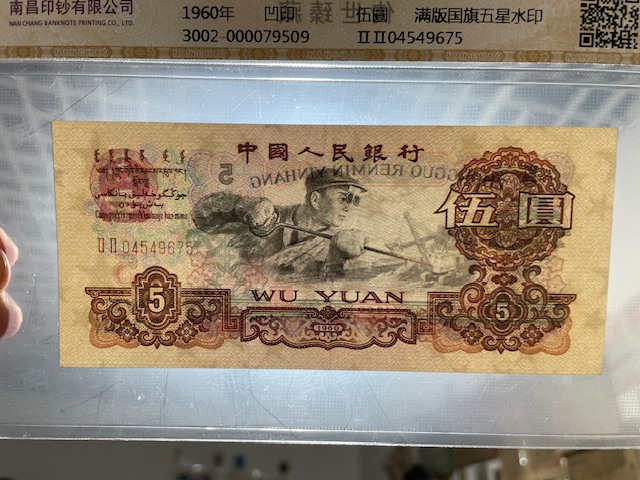 南昌印钞有限公司
NAN CHANG BANKNOTE PRINTING CO., LTD.
1960年 凹印 伍圓 满版国旗五星水印
3002-000079509 ⅡⅡ04549675
中國人民銀行
ZHONGGUO RENMIN YINHANG
5
伍圓
ⅡⅡ04549675
WU YUAN
5
1960
5